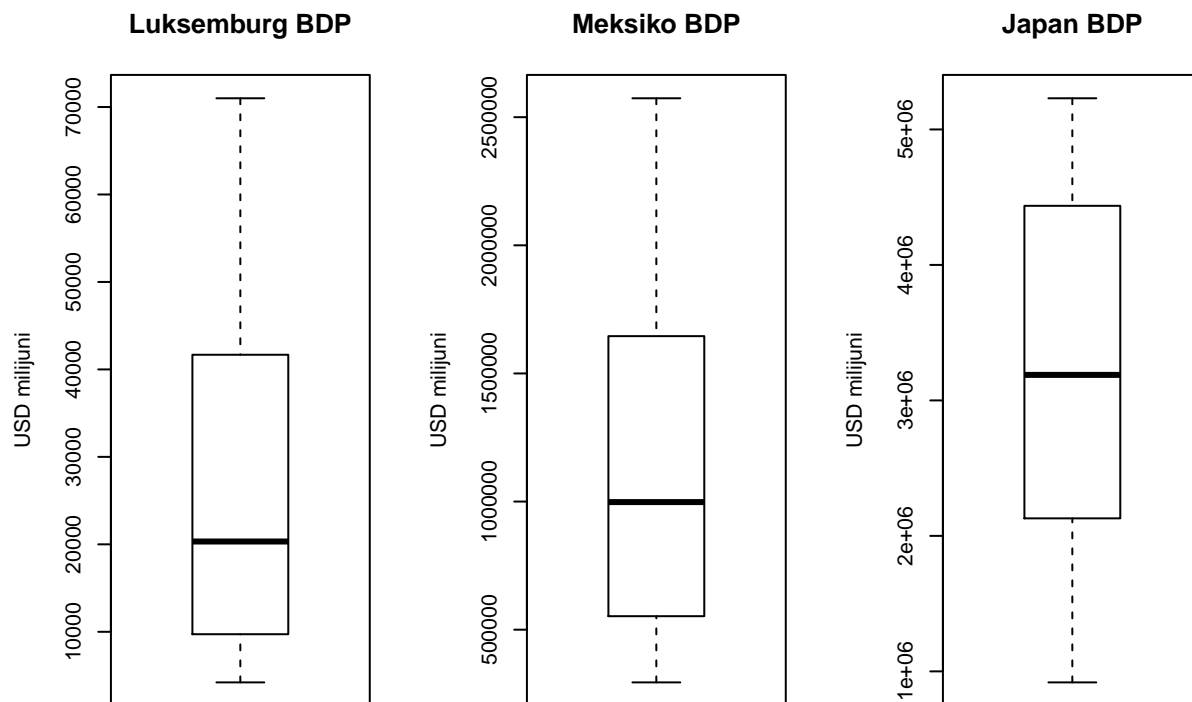 Luksemburg BDP
USD milijuni
10000
20000
30000
40000
50000
60000
70000
Meksiko BDP
USD milijuni
500000
1000000
1500000
2000000
2500000
Japan BDP
USD milijuni
1e+06
2e+06
3e+06
4e+06
5e+06